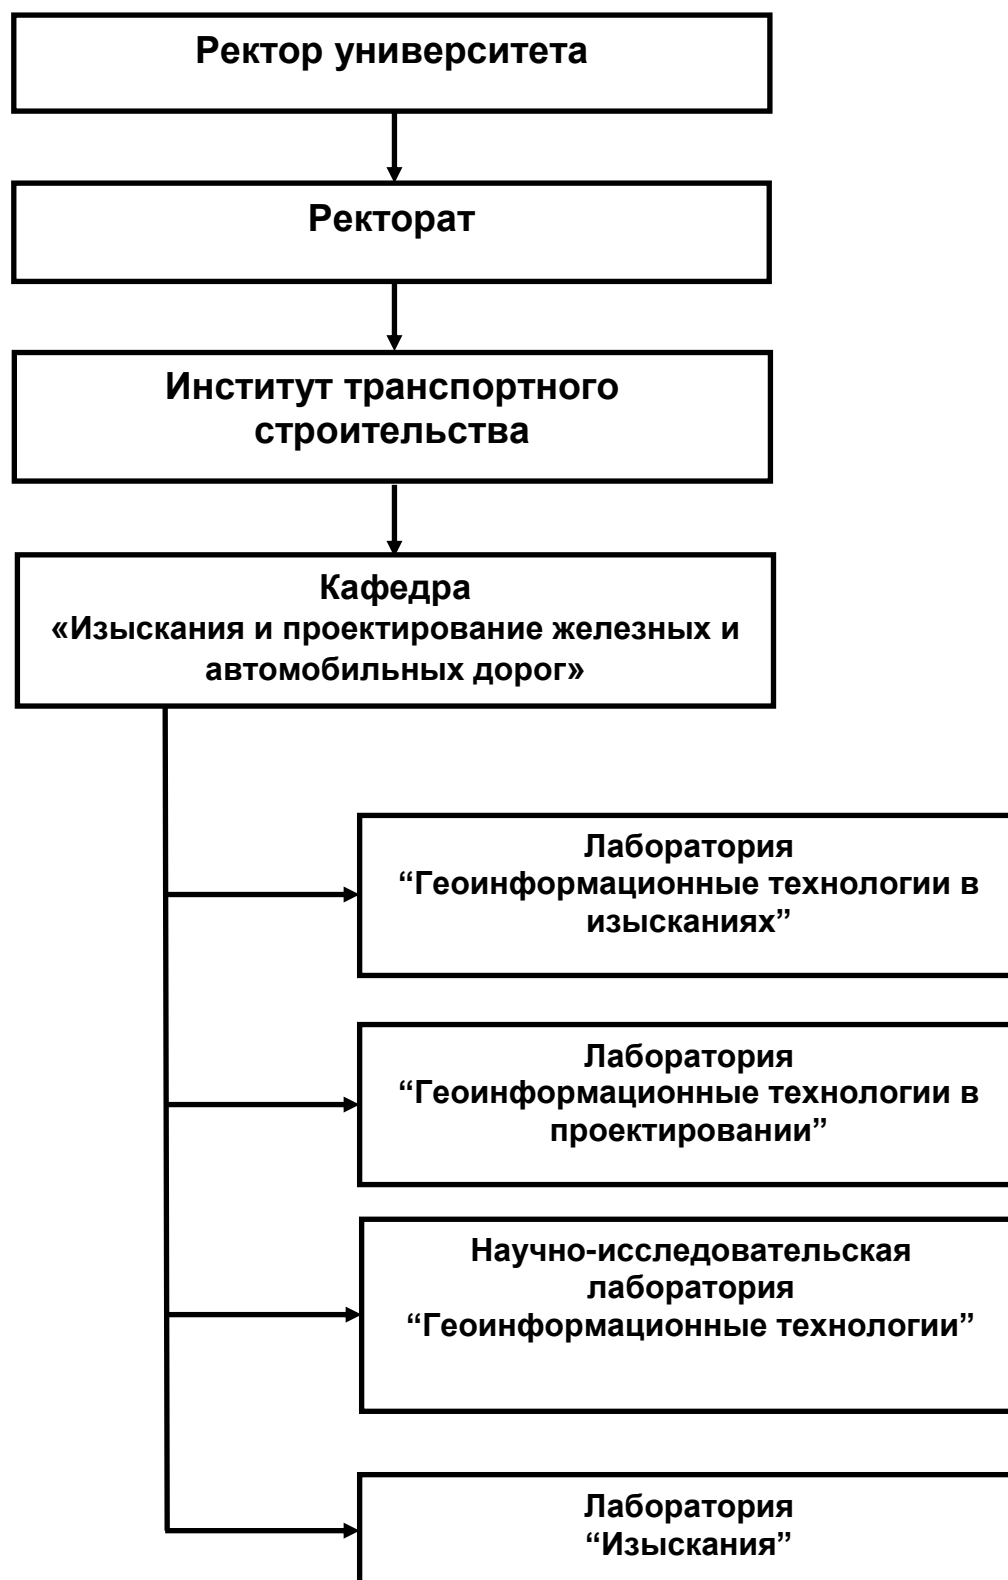 Ректор университета
Ректорат
Институт транспортного
строительства
Кафедра
«Изыскания и проектирование железных и
автомобильных дорог»
Лаборатория
“Геоинформационные технологии в
изысканиях”
Лаборатория
“Геоинформационные технологии в
проектировании”
Научно-исследовательская
лаборатория
“Геоинформационные технологии”
Лаборатория
“Изыскания”